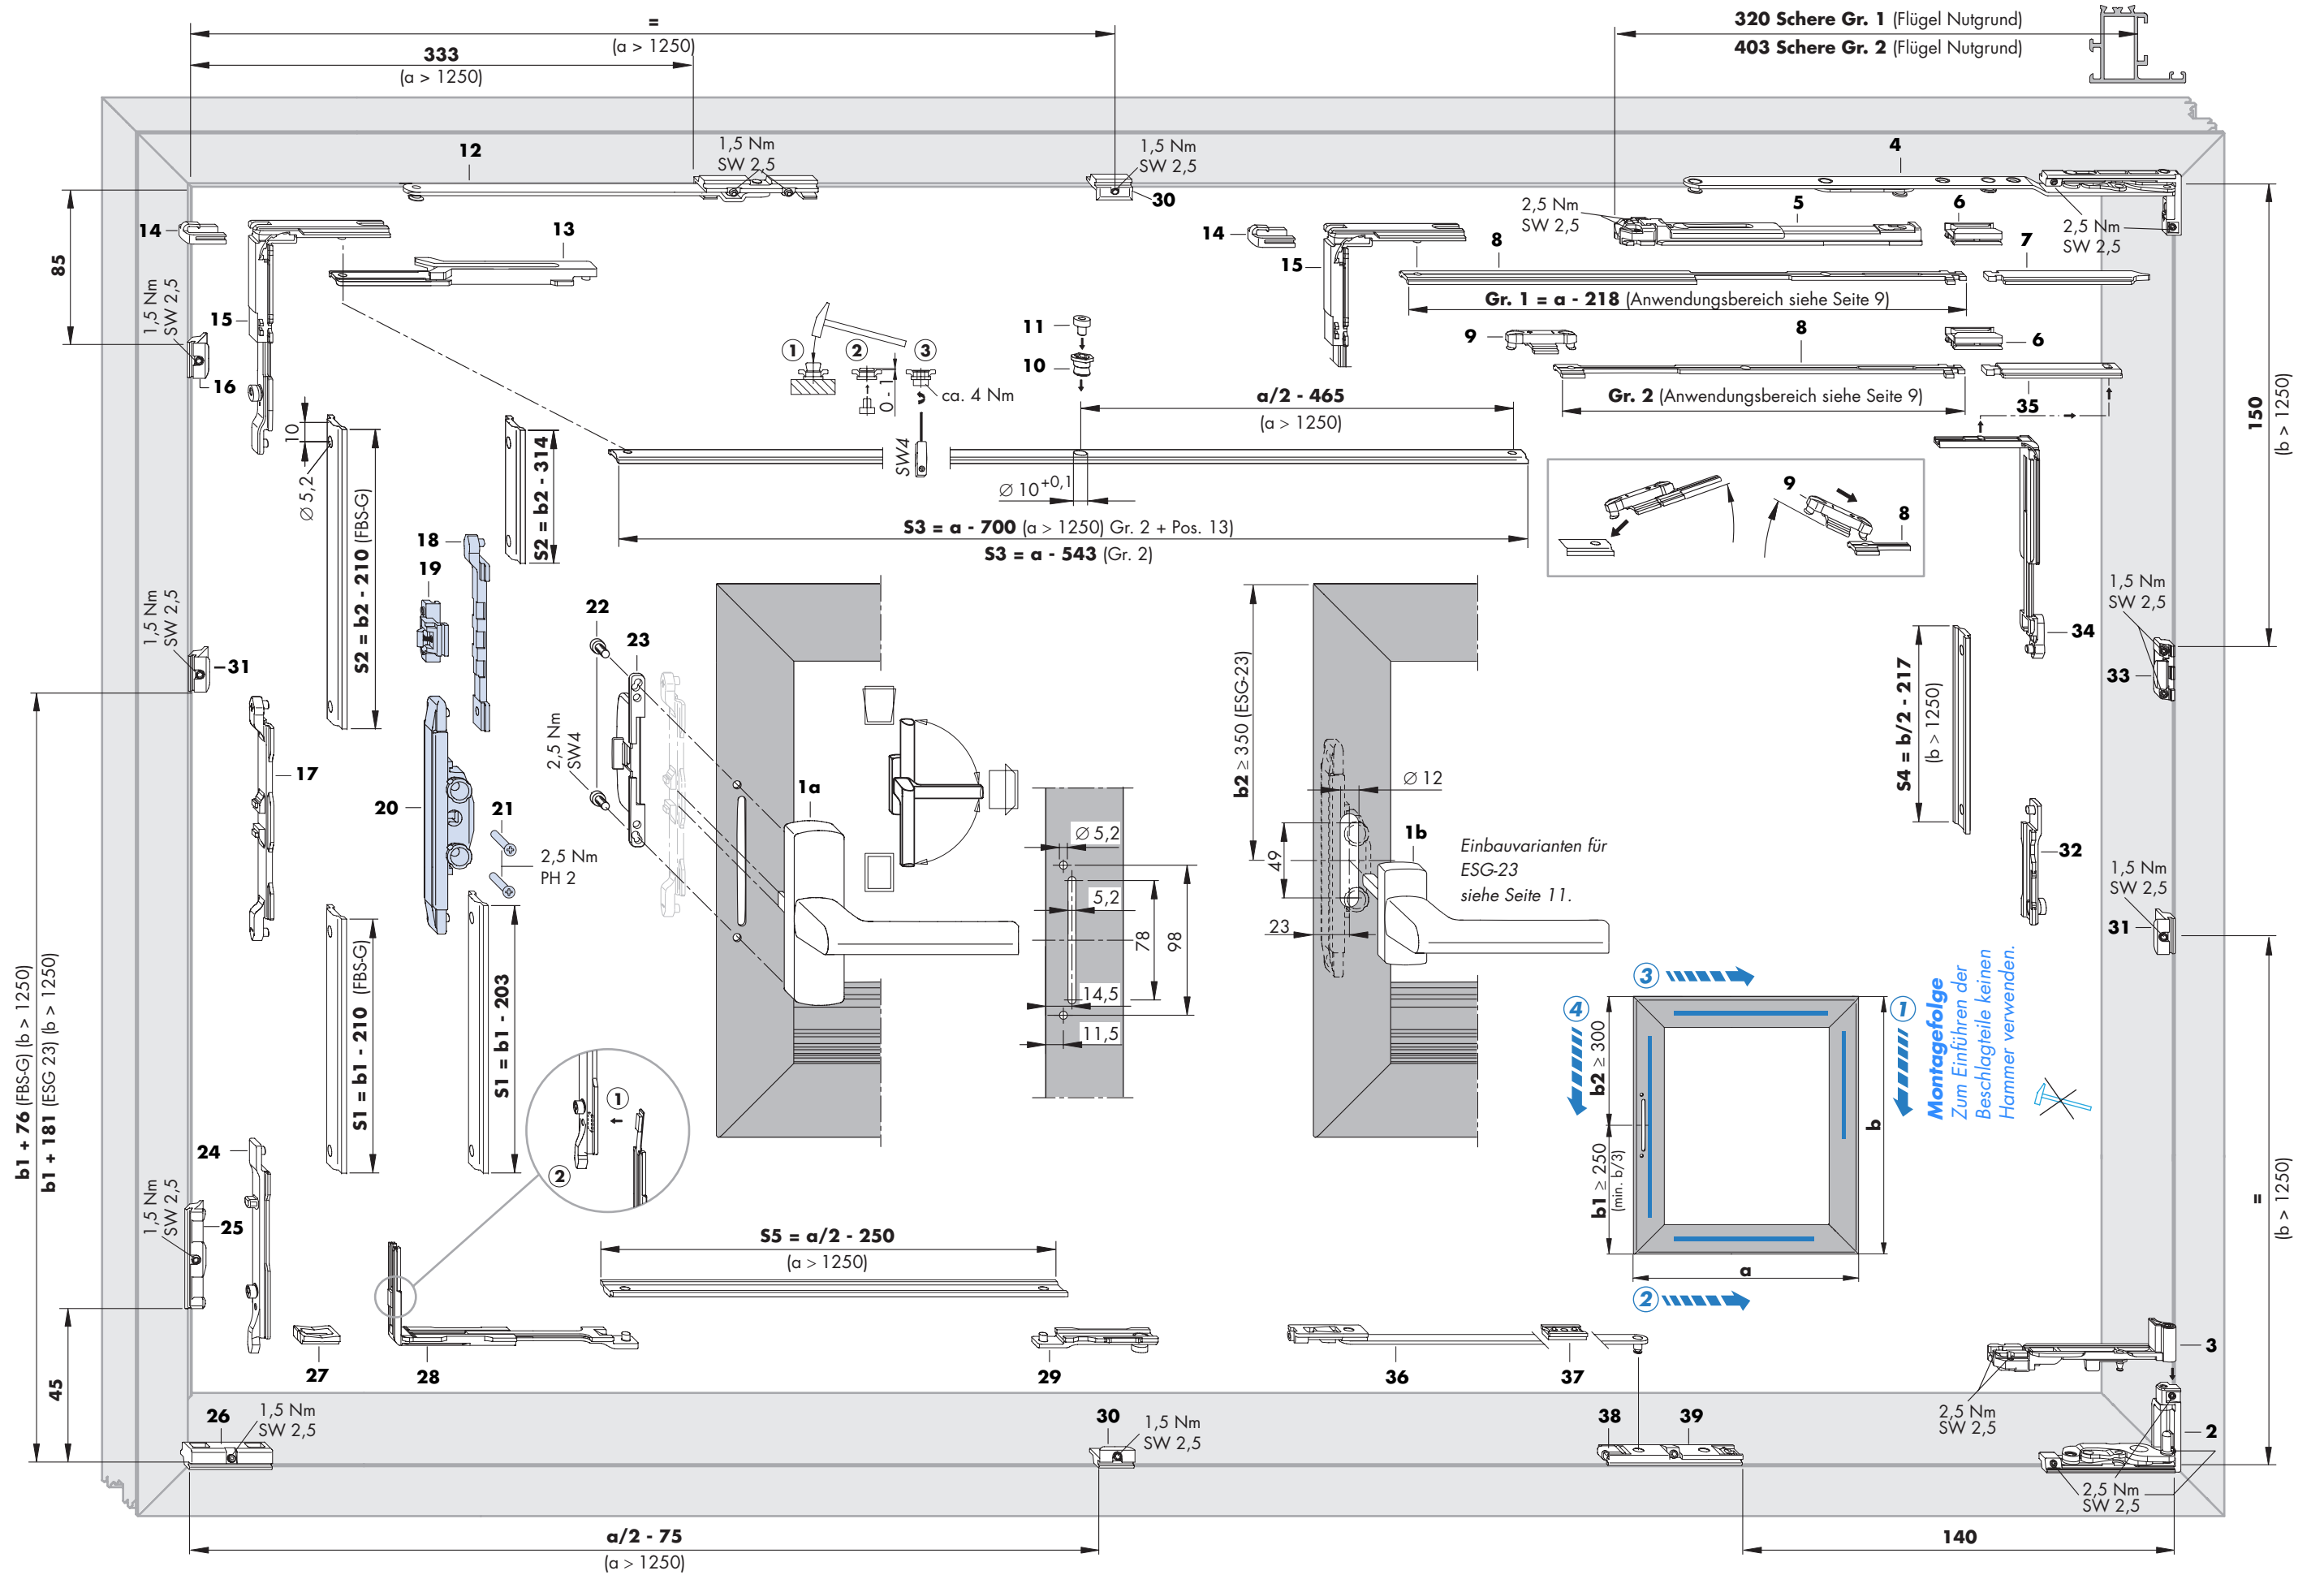 =
(a > 1250)
333
(a > 1250)
320 Schere Gr. 1 (Flügel Nutgrund)
403 Schere Gr. 2 (Flügel Nutgrund)
12
1,5 Nm
SW 2,5
1,5 Nm
SW 2,5
30
4
2,5 Nm
SW 2,5
5
6
2,5 Nm
SW 2,5
7
14
13
14
15
8
Gr. 1 = a - 218 (Anwendungsbereich siehe Seite 9)
85
1,5 Nm
SW 2,5
15
16
1
2
3
0 - 1
ca. 4 Nm
SW4
11
10
9
8
6
Gr. 2 (Anwendungsbereich siehe Seite 9)
35
a/2 - 465
(a > 1250)
150
(b > 1250)
10
Ø 5,2
S2 = b2 - 210 (FBS-G)
S2 = b2 - 314
Ø 10+0,1
S3 = a - 700 (a > 1250) Gr. 2 + Pos. 13)
S3 = a - 543 (Gr. 2)
9
8
18
19
1,5 Nm
SW 2,5
31
22
23
2,5 Nm
SW4
b2 ≥ 350 (ESG-23)
34
1,5 Nm
SW 2,5
33
S4 = b/2 - 217
(b > 1250)
17
20
21
2,5 Nm
PH 2
1a
Ø 5,2
5,2
78
98
14,5
11,5
Ø 12
49
23
1b
Einbauvarianten für
ESG-23
siehe Seite 11.
32
1,5 Nm
SW 2,5
31
b1 + 76 (FBS-G) (b > 1250)
b1 + 181 (ESG 23) (b > 1250)
S1 = b1 - 210 (FBS-G)
S1 = b1 - 203
1
2
3
4
1
b2 ≥ 300
b1 ≥ 250
(min. b/3)
b
a
2
Montagefolge
Zum Einführen der
Beschlagteile keinen
Hammer verwenden.
=
(b > 1250)
24
1,5 Nm
SW 2,5
25
S5 = a/2 - 250
(a > 1250)
45
27
28
29
36
37
3
26
1,5 Nm
SW 2,5
30
1,5 Nm
SW 2,5
38
39
2,5 Nm
SW 2,5
2
2,5 Nm
SW 2,5
a/2 - 75
(a > 1250)
140